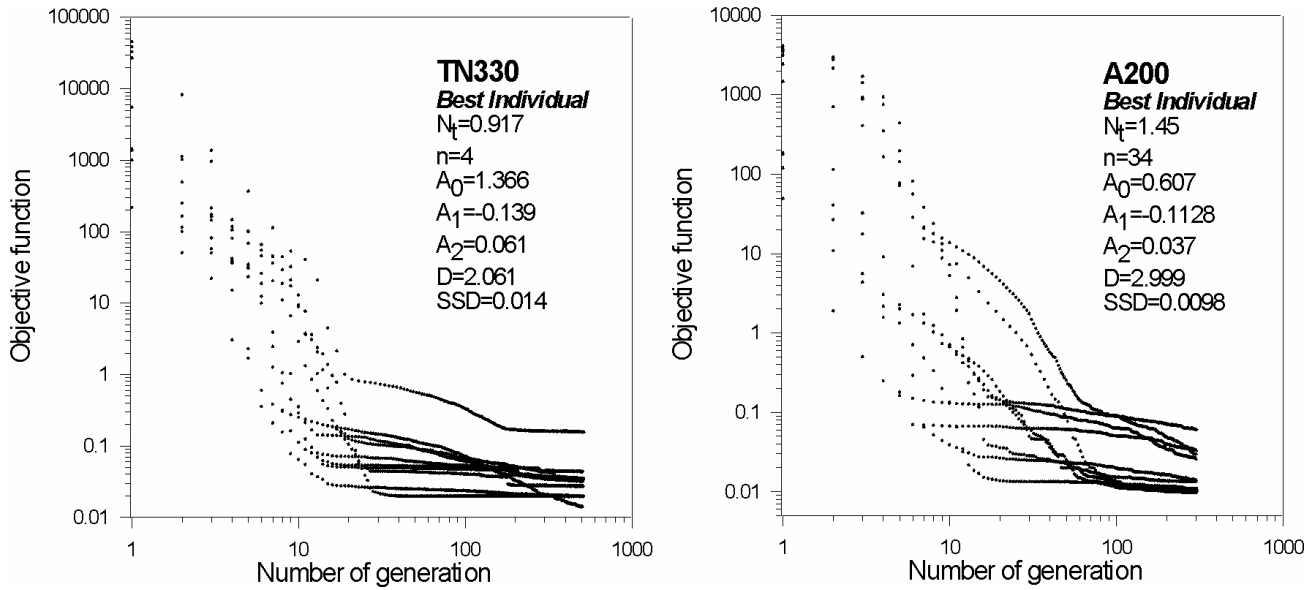 100000
10000
1000
100
10
1
0.1
0.01
Objective function
TN330
Best Individual
Nt=0.917
n=4
A0=1.366
A1=-0.139
A2=0.061
D=2.061
SSD=0.014
1 10 100 1000
Number of generation
10000
1000
100
10
1
0.1
0.01
Objective function
A200
Best Individual
Nt=1.45
n=34
A0=0.607
A1=-0.1128
A2=0.037
D=2.999
SSD=0.0098
1 10 100 1000
Number of generation